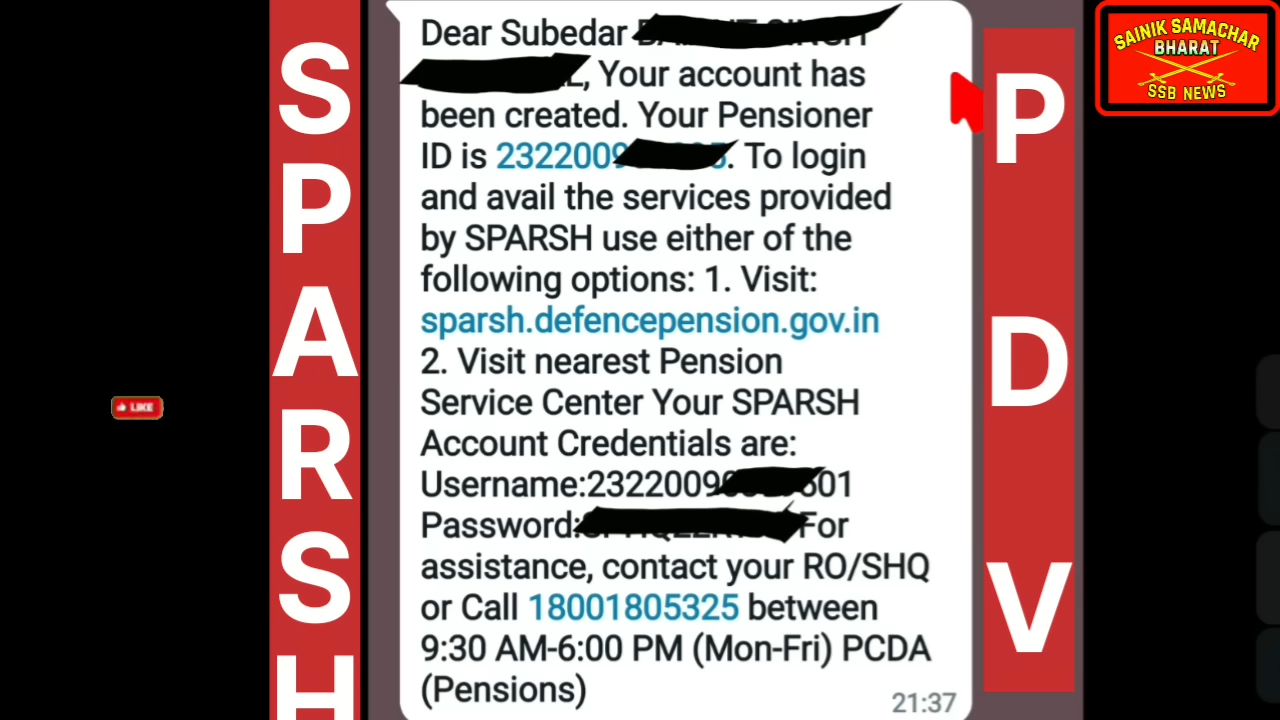 SPARSH
Dear Subedar
, Your account has
been created. Your Pensioner
ID is 232200 . To login
and avail the services provided
by SPARSH use either of the
following options: 1. Visit:
sparsh.defencepension.gov.in
2. Visit nearest Pension
Service Center Your SPARSH
Account Credentials are:
Username:2322009 01
Password: For
assistance, contact your RO/SHQ
or Call 18001805325 between
9:30 AM-6:00 PM (Mon-Fri) PCDA
(Pensions)
21:37
PDV
SAINIK SAMACHAR
BHARAT
SSB NEWS
LIKE